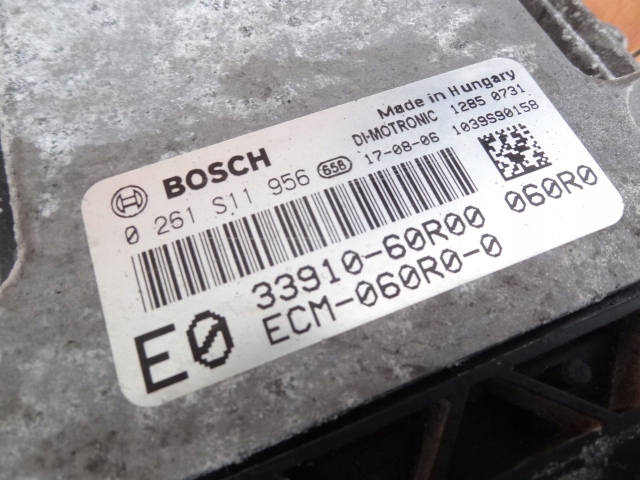 Made in Hungary
DI-MOTRONIC 1285 0731
BOSCH 658 17-08-06 1039S90158
0 261 S11 956
33910-60R00 060R0
E0 ECM-060R0-0